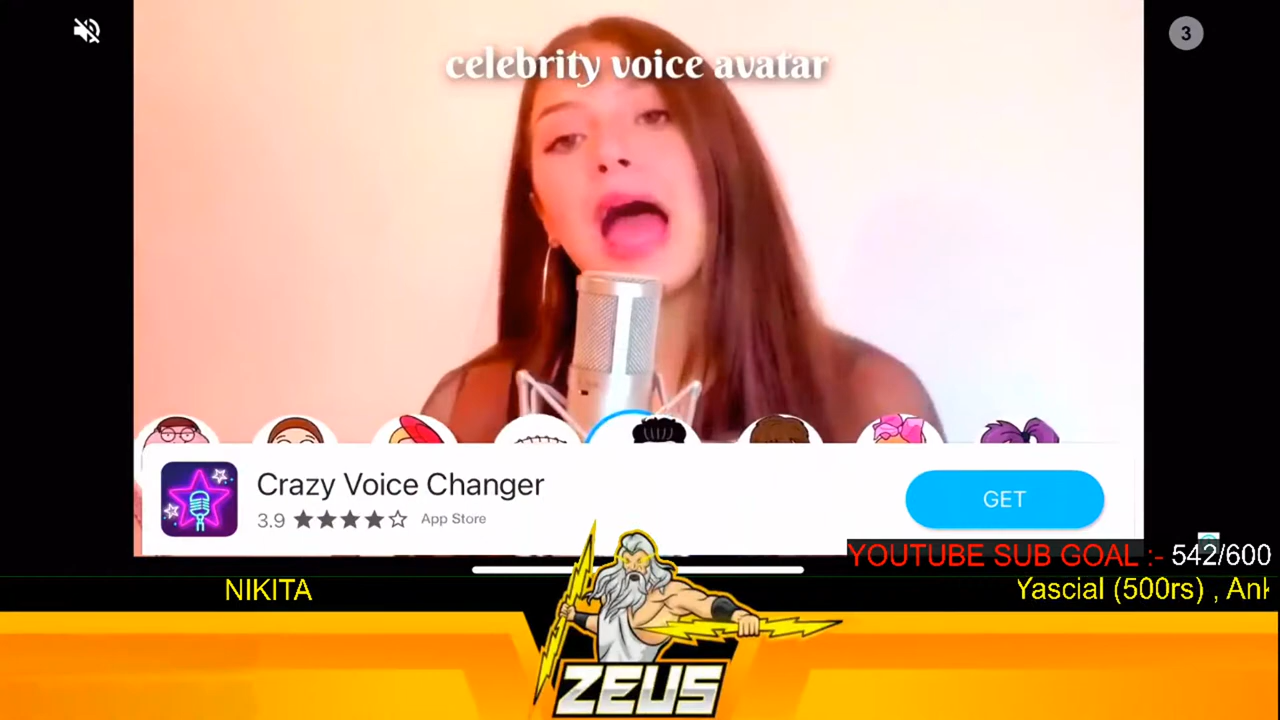 3
celebrity voice avatar
Crazy Voice Changer
3.9 App Store
GET
YOUTUBE SUB GOAL :- 542/600
NIKITA
Yascial (500rs) , Ank
ZEUS